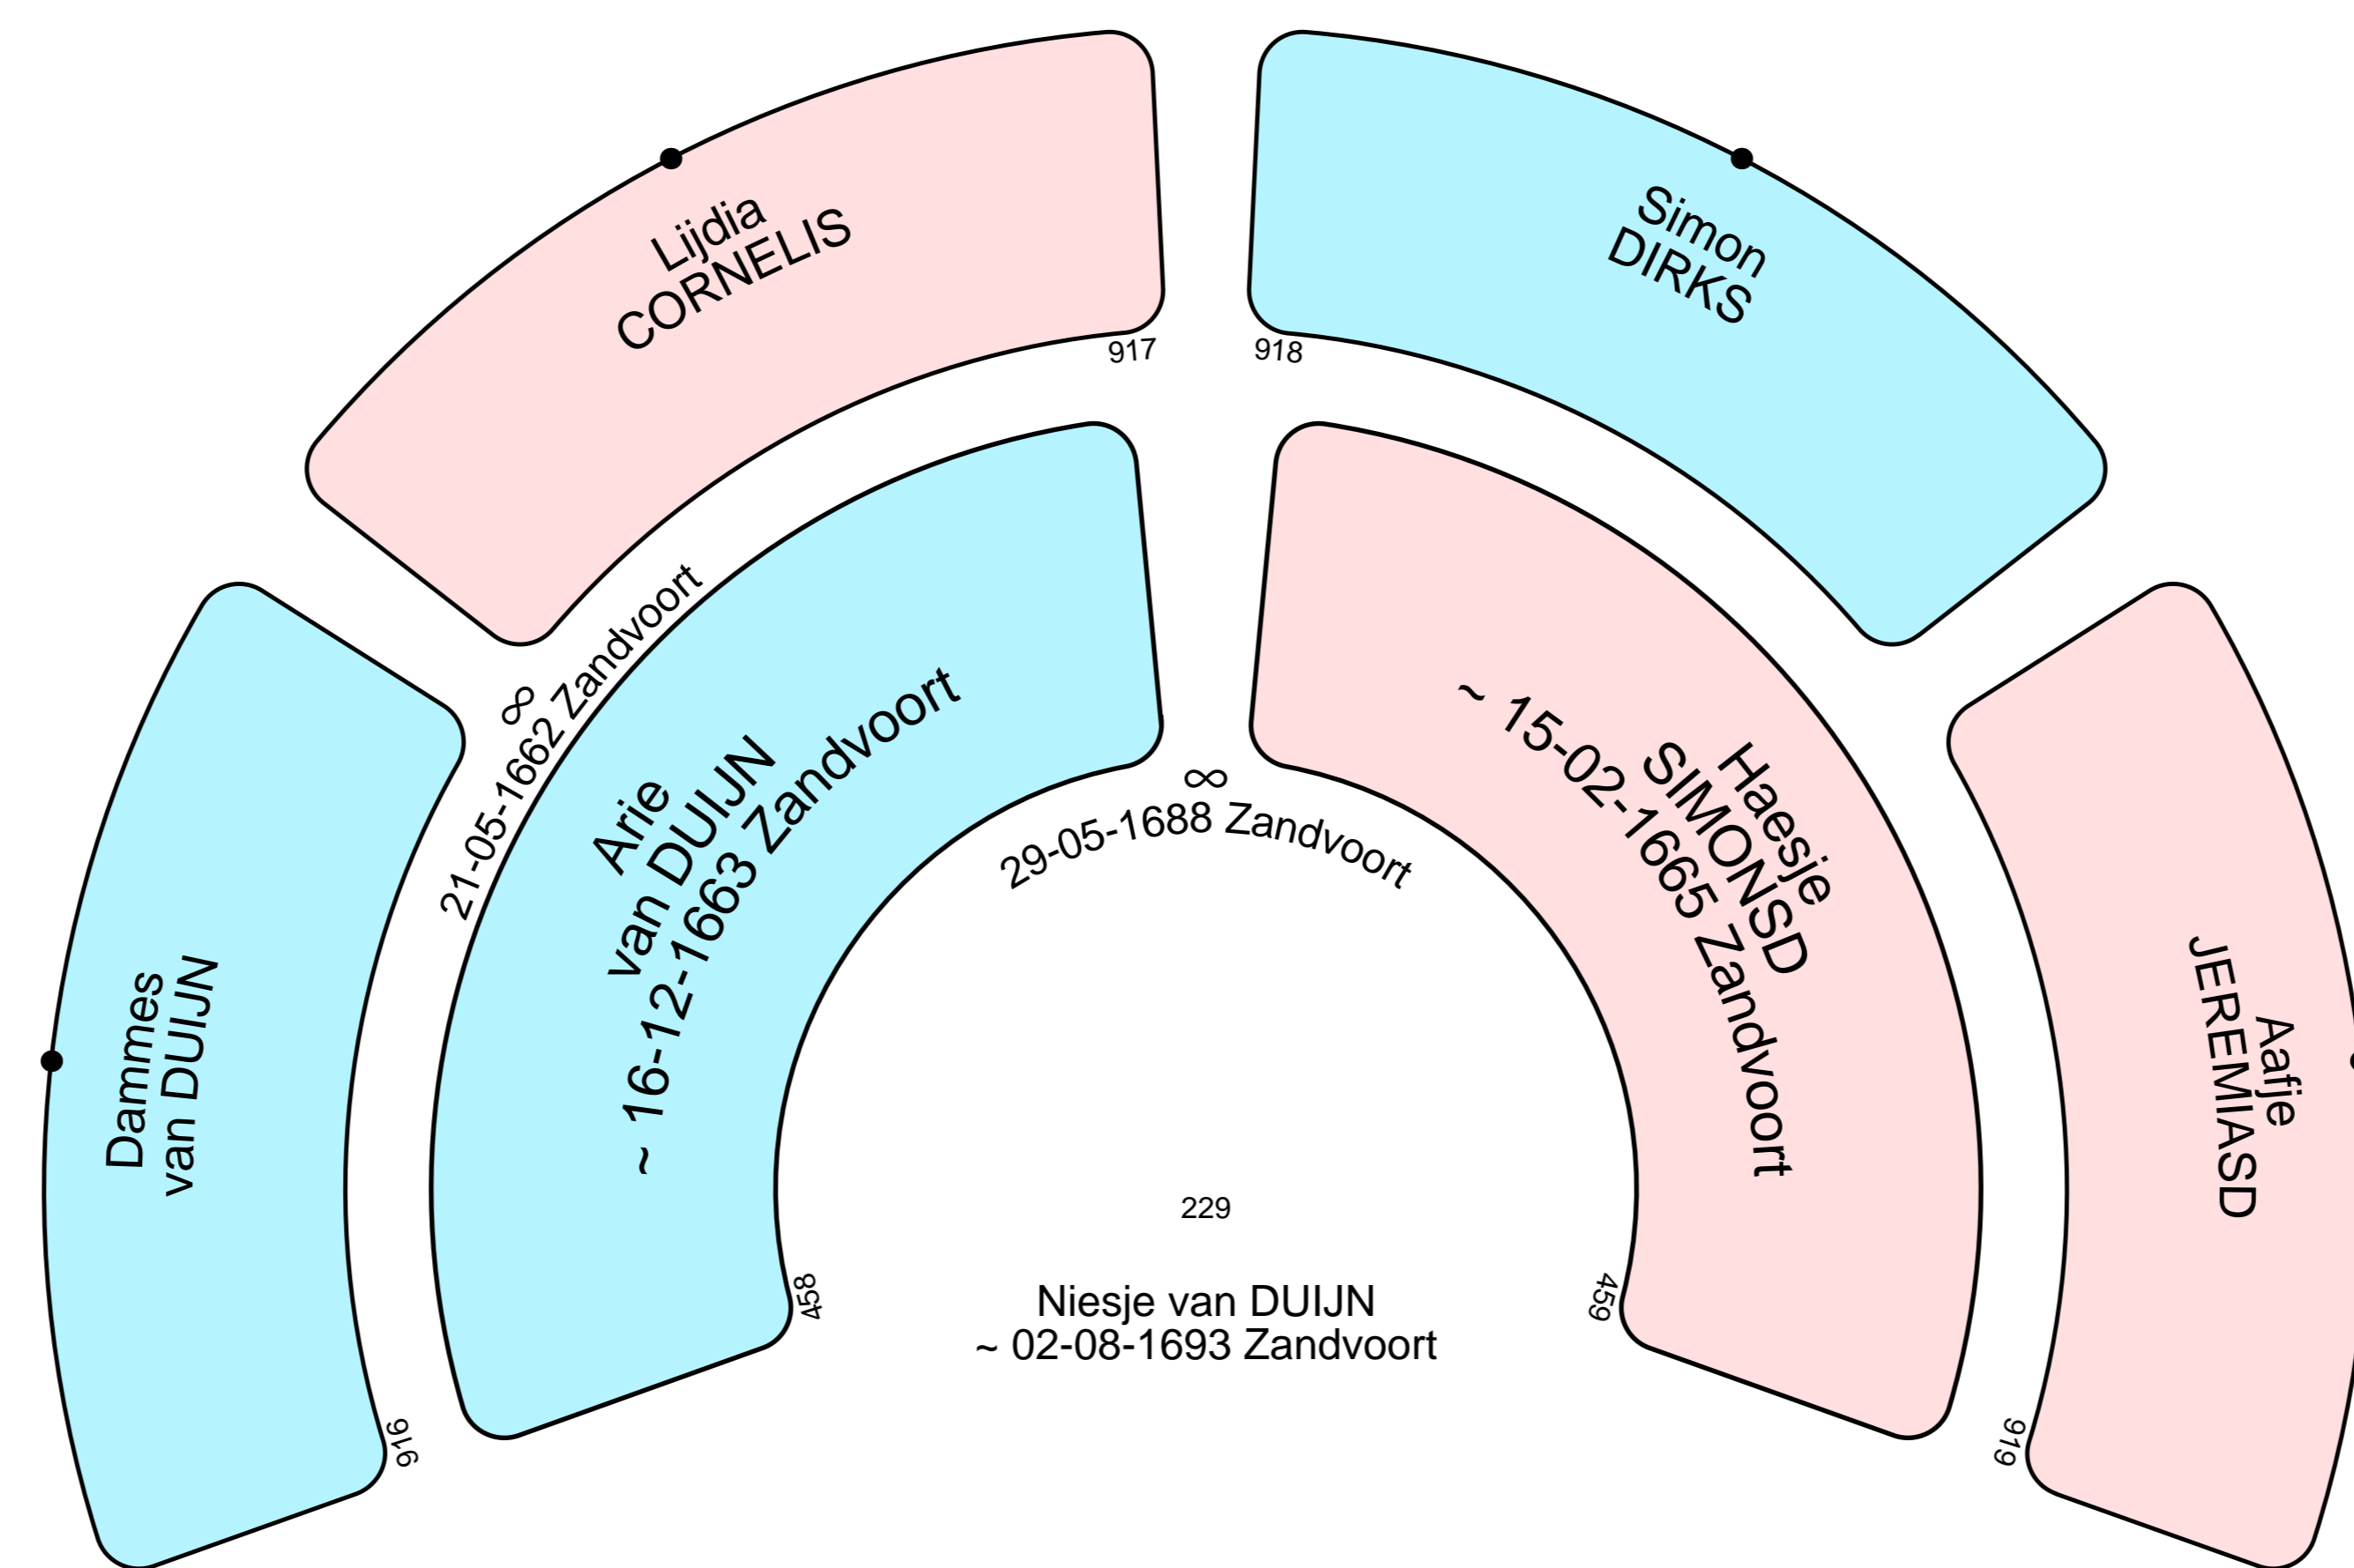 Lijdia
CORNELIS
917
Simon
DIRKS
918
Dammes
van DUIJN
916
∞
21-05-1662 Zandvoort
Arie
van DUIJN
~ 16-12-1663 Zandvoort
458
∞
29-05-1688 Zandvoort
Haesje
SIMONSD
~ 15-02-1665 Zandvoort
459
Aafje
JEREMIASD
919
229
Niesje van DUIJN
~ 02-08-1693 Zandvoort